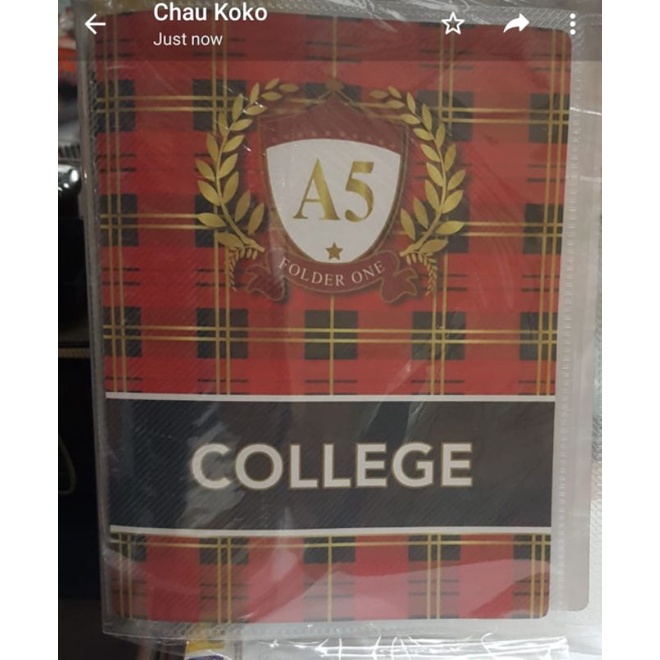 Chau Koko
Just now
A5
FOLDER ONE
COLLEGE